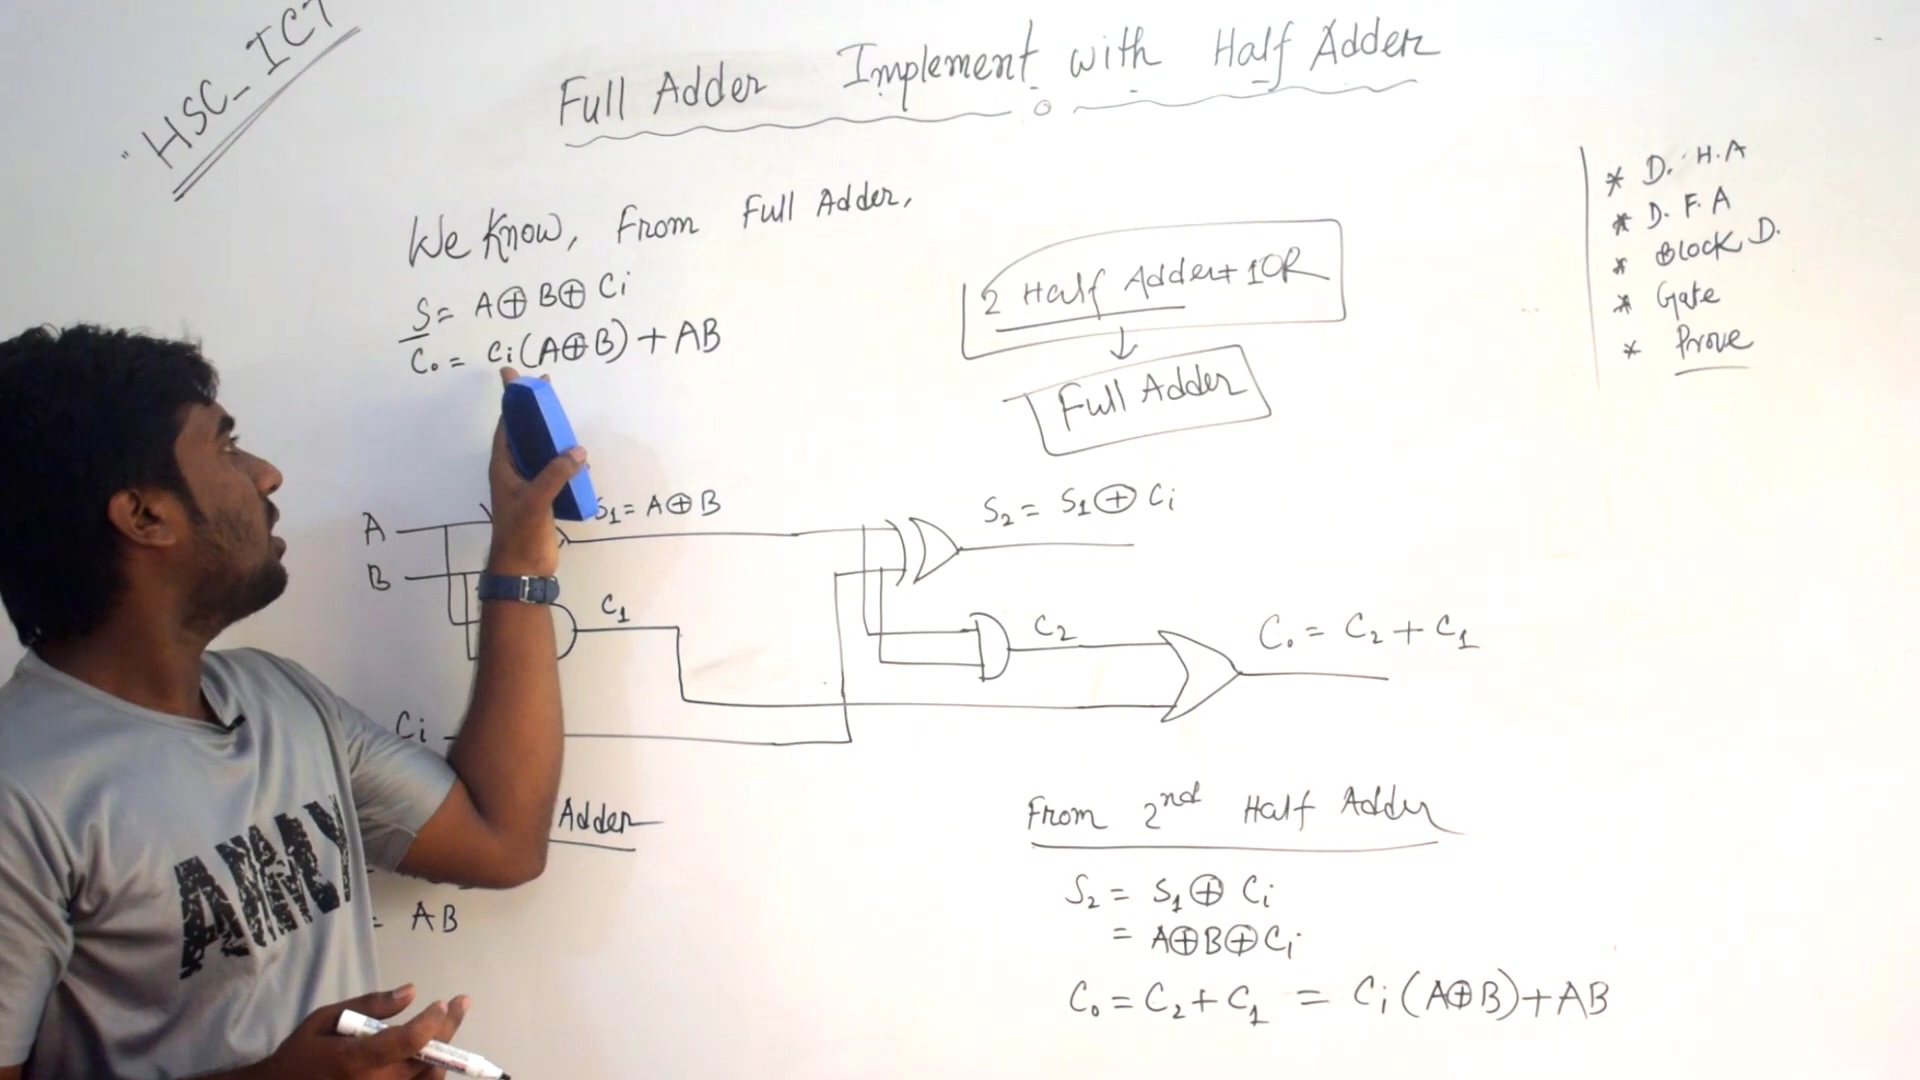 "HSC_ICT
Full Adder Implement with Half Adder
We Know, From Full Adder,
S = A⊕B⊕Ci
C₀ = Ci(A⊕B) + AB
2 Half Adder + 1OR
↓
Full Adder
* D. H.A
* D. F.A
* Block D.
* Gate
* Prove
A
B
S₁ = A⊕B
C₁
Ci
S₂ = S₁⊕Ci
C₂
C₀ = C₂ + C₁
Adder
= AB
From 2nd Half Adder
S₂ = S₁⊕Ci
= A⊕B⊕Ci
C₀ = C₂ + C₁ = Ci(A⊕B) + AB
ARMY